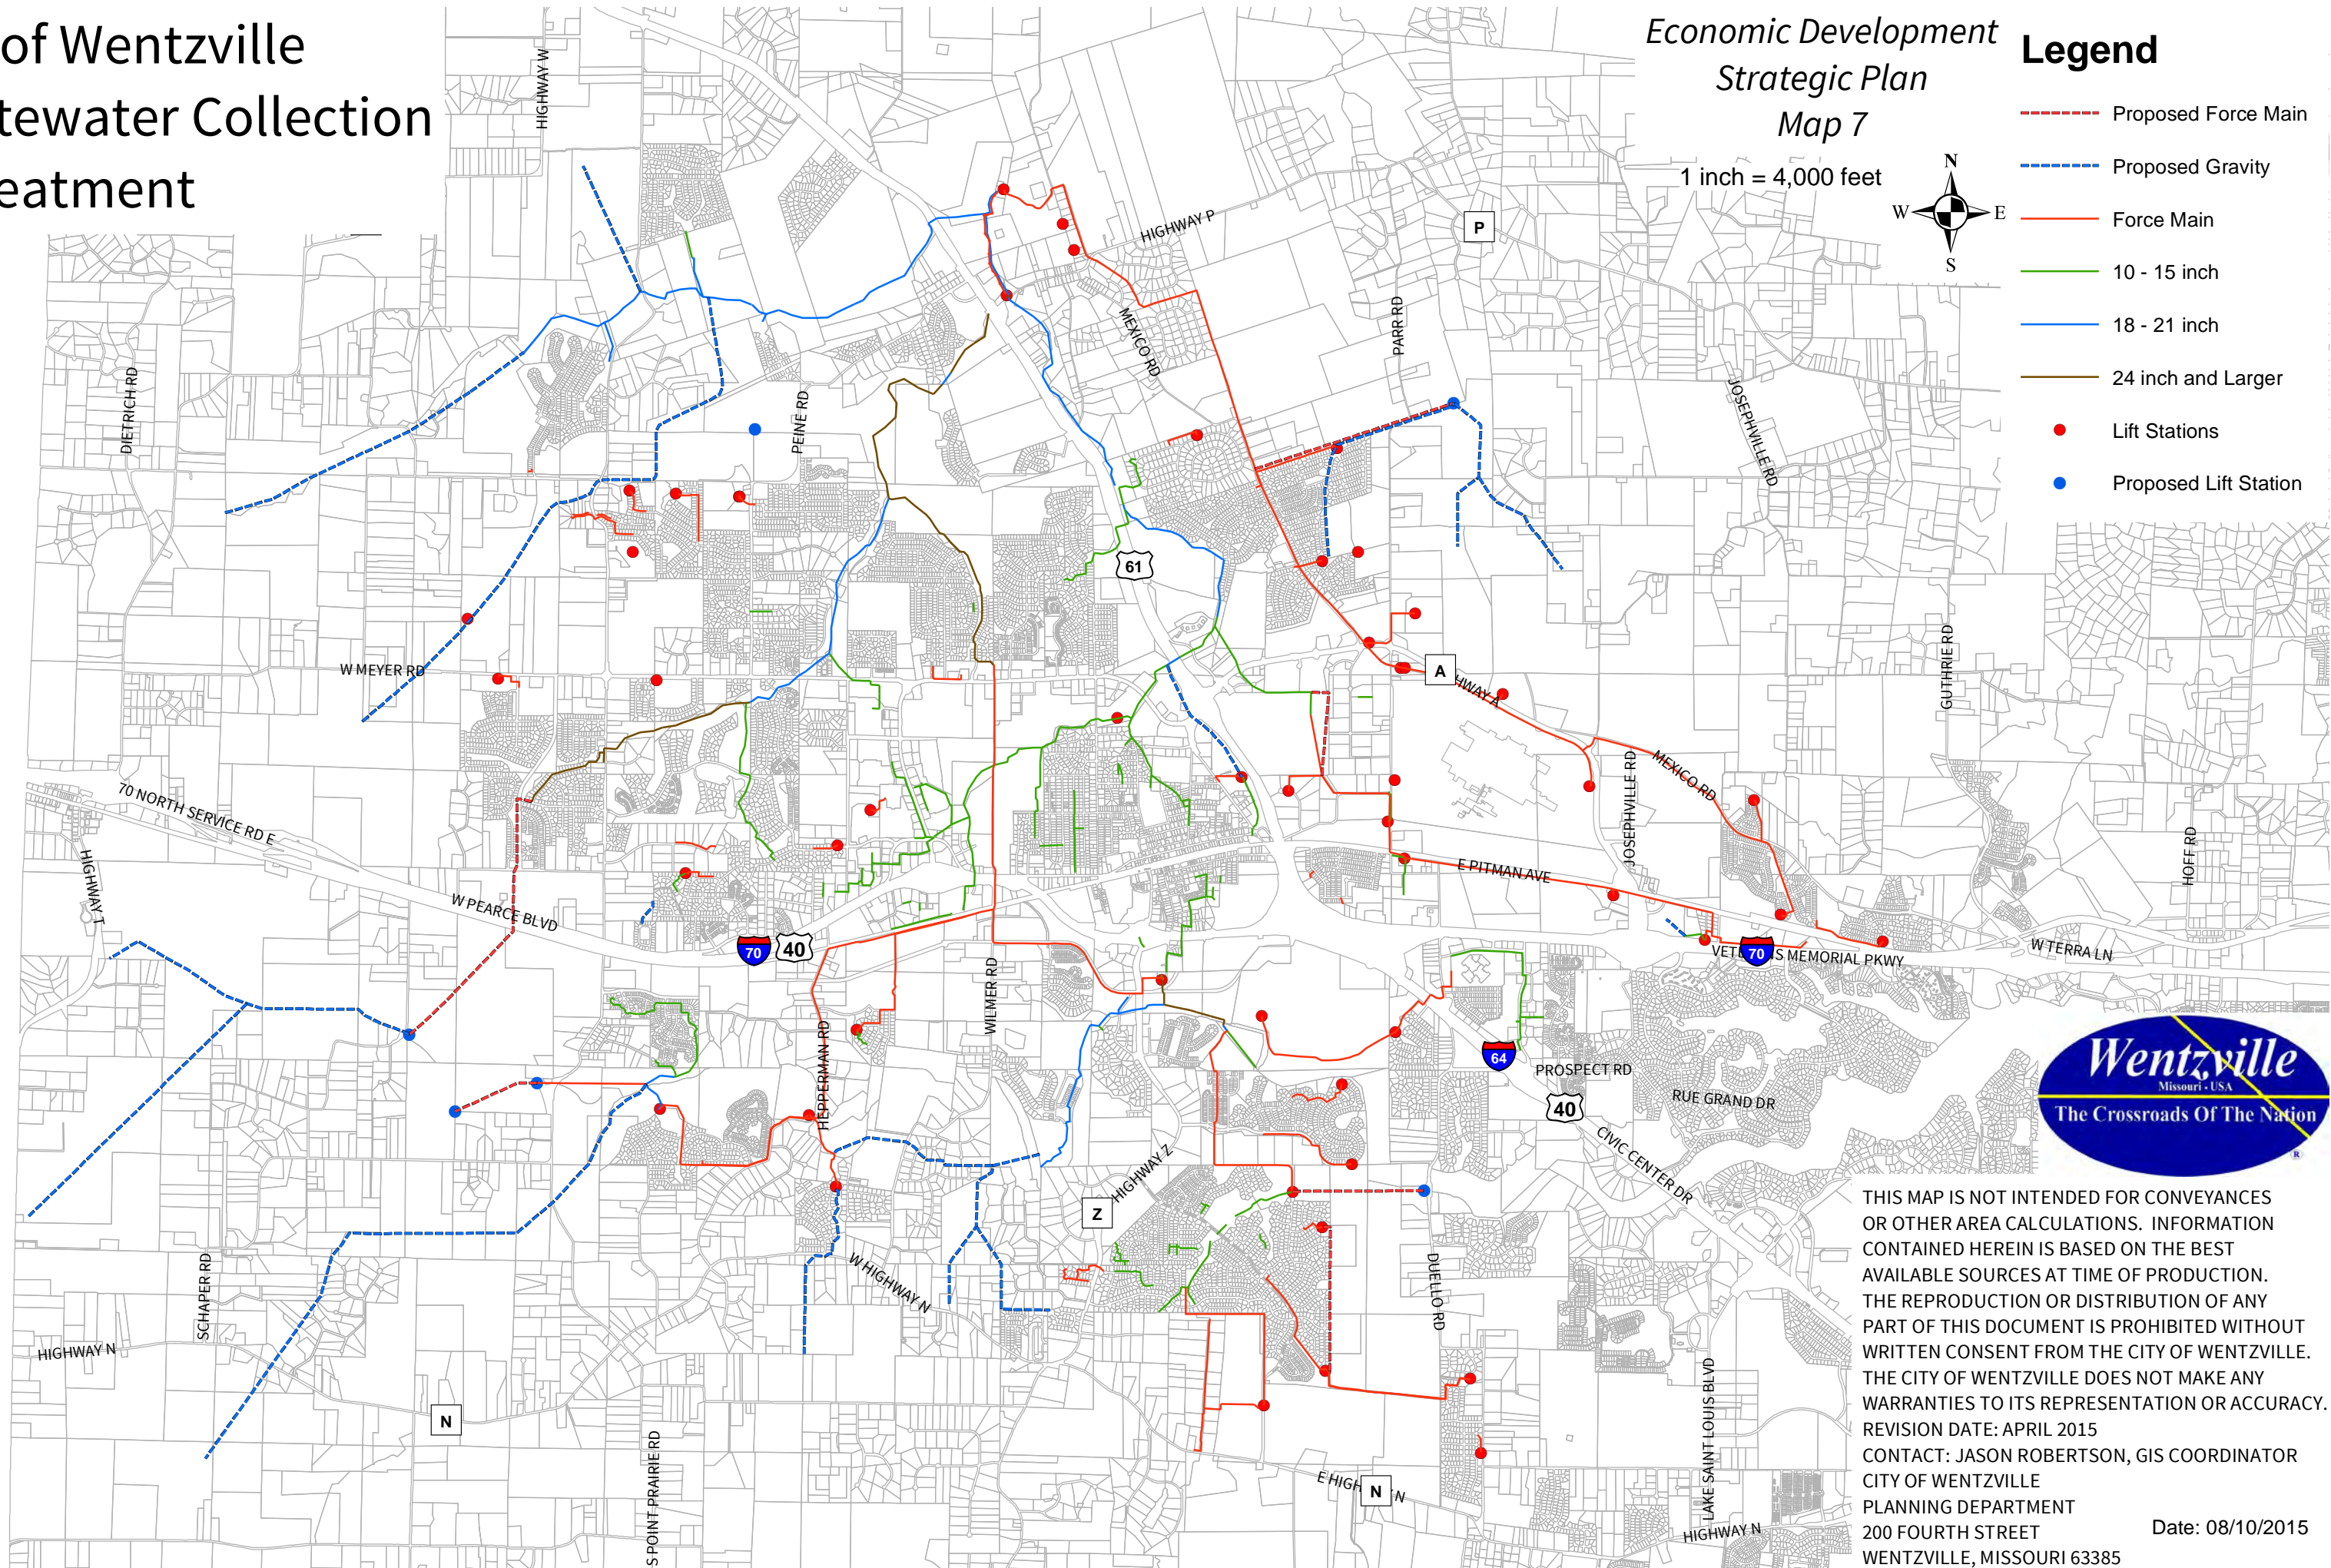 of Wentzville
tewater Collection
eatment
Economic Development
Strategic Plan
Map 7
1 inch = 4,000 feet
N
W
E
S
Legend
Proposed Force Main
Proposed Gravity
Force Main
10 - 15 inch
18 - 21 inch
24 inch and Larger
Lift Stations
Proposed Lift Station
HIGHWAY W
HIGHWAY P
P
MEXICO RD
PARR RD
JOSEPHVILLE RD
DIETRICH RD
PEINE RD
61
W MEYER RD
A
HWAY A
GUTHRIE RD
70 NORTH SERVICE RD E
HIGHWAY T
MEXICO RD
JOSEPHVILLE RD
HOFF RD
E PITMAN AVE
W PEARCE BLVD
70
40
WILMER RD
VETE
70
S MEMORIAL PKWY
W TERRA LN
HEPPERMAN RD
64
PROSPECT RD
40
RUE GRAND DR
CIVIC CENTER DR
HIGHWAY Z
Z
W HIGHWAY N
DUELLO RD
SCHAPER RD
HIGHWAY N
N
S POINT PRAIRIE RD
E HIGH
N
N
LAKE SAINT LOUIS BLVD
HIGHWAY N
Wentzville
Missouri - USA
The Crossroads Of The Nation
®
THIS MAP IS NOT INTENDED FOR CONVEYANCES
OR OTHER AREA CALCULATIONS. INFORMATION
CONTAINED HEREIN IS BASED ON THE BEST
AVAILABLE SOURCES AT TIME OF PRODUCTION.
THE REPRODUCTION OR DISTRIBUTION OF ANY
PART OF THIS DOCUMENT IS PROHIBITED WITHOUT
WRITTEN CONSENT FROM THE CITY OF WENTZVILLE.
THE CITY OF WENTZVILLE DOES NOT MAKE ANY
WARRANTIES TO ITS REPRESENTATION OR ACCURACY.
REVISION DATE: APRIL 2015
CONTACT: JASON ROBERTSON, GIS COORDINATOR
CITY OF WENTZVILLE
PLANNING DEPARTMENT
200 FOURTH STREET
WENTZVILLE, MISSOURI 63385
Date: 08/10/2015